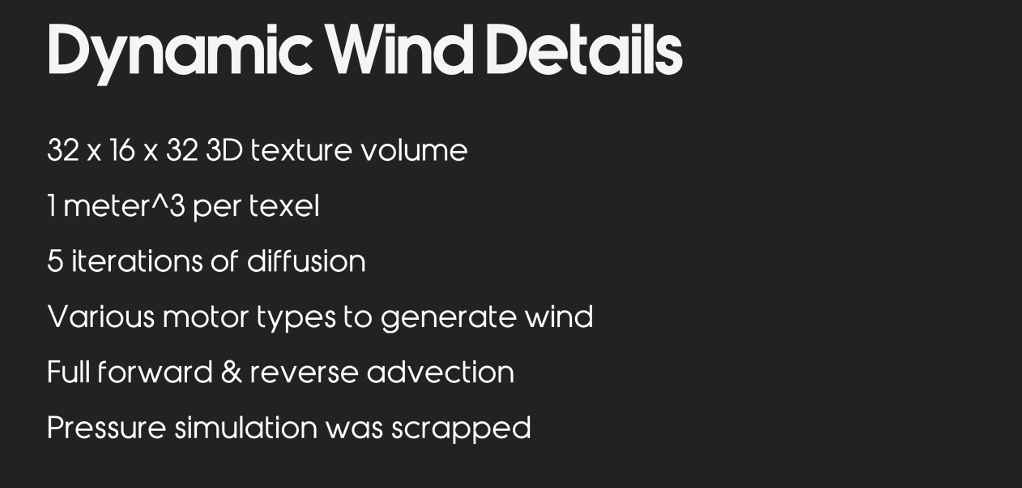 Dynamic Wind Details
32 x 16 x 32 3D texture volume
1 meter^3 per texel
5 iterations of diffusion
Various motor types to generate wind
Full forward & reverse advection
Pressure simulation was scrapped